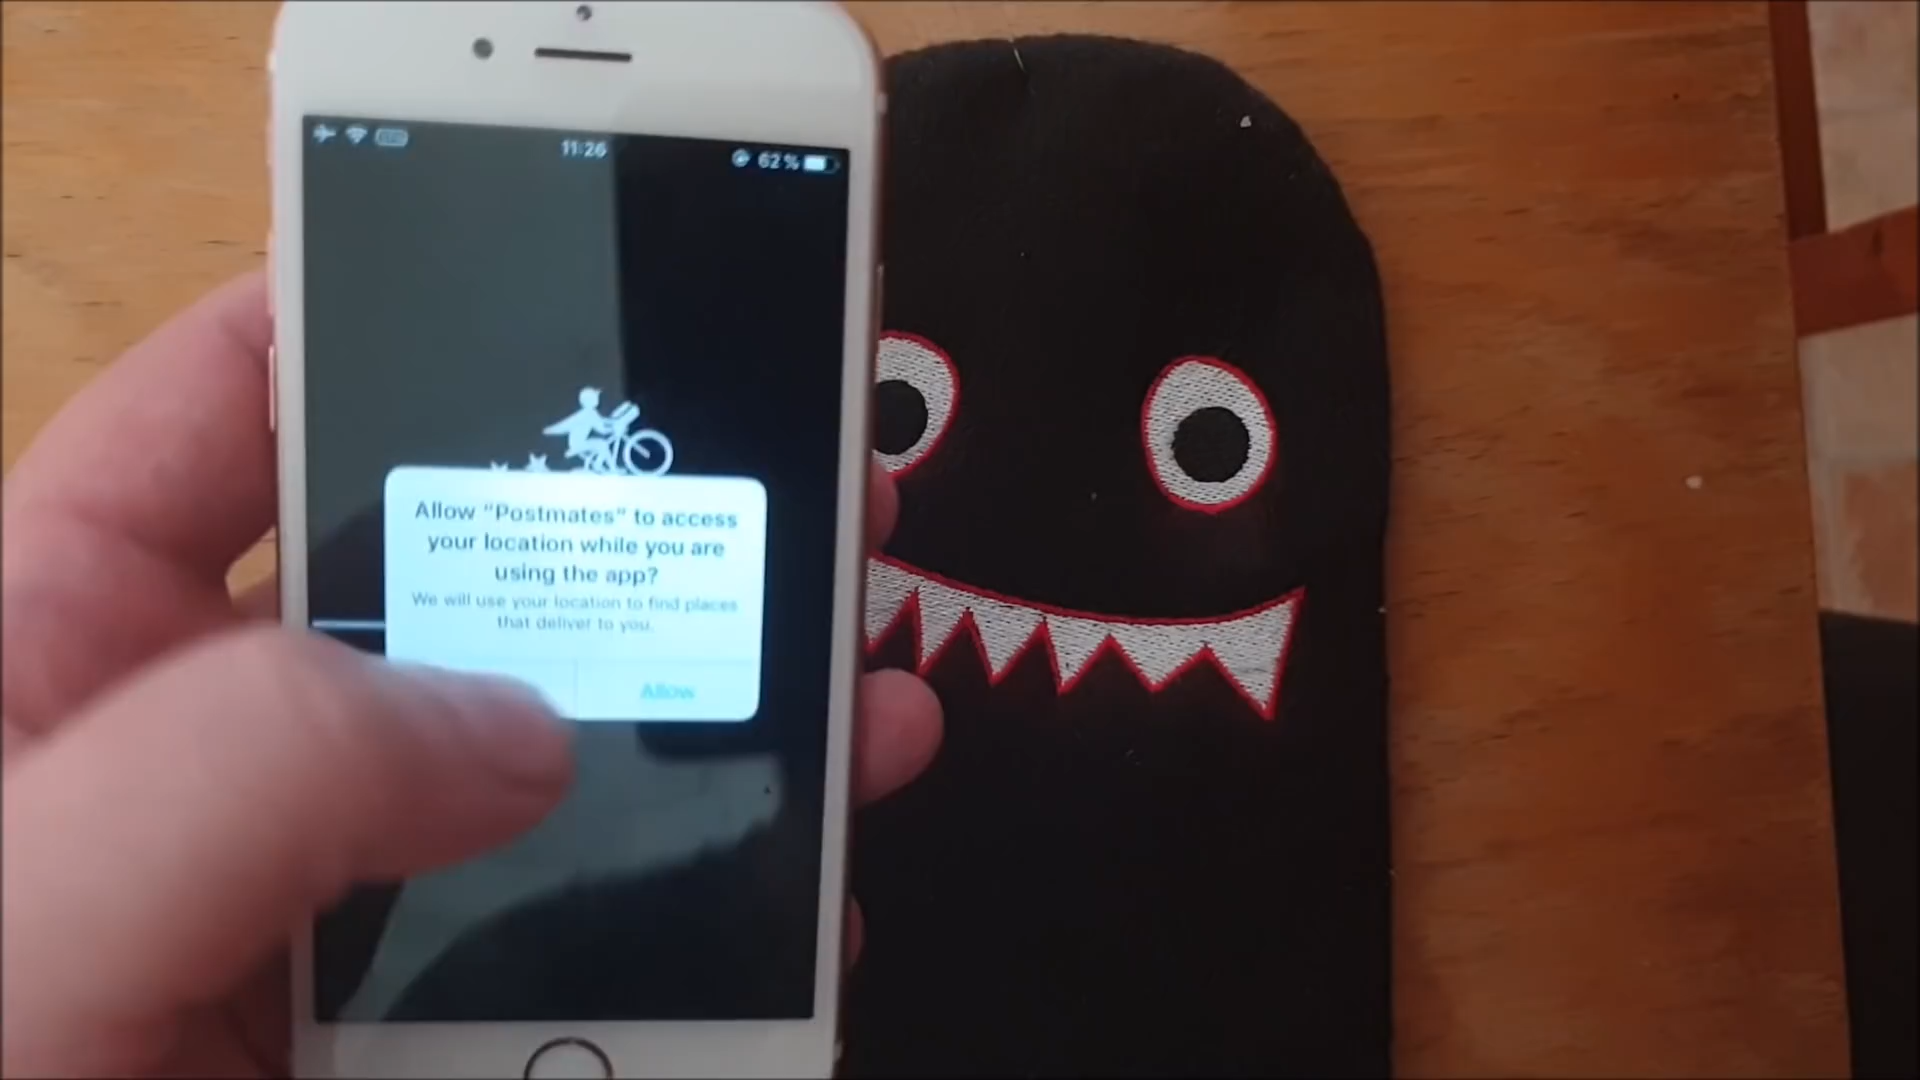 11:26
62%
Allow "Postmates" to access
your location while you are
using the app?
We will use your location to find places
that deliver to you.
Allow